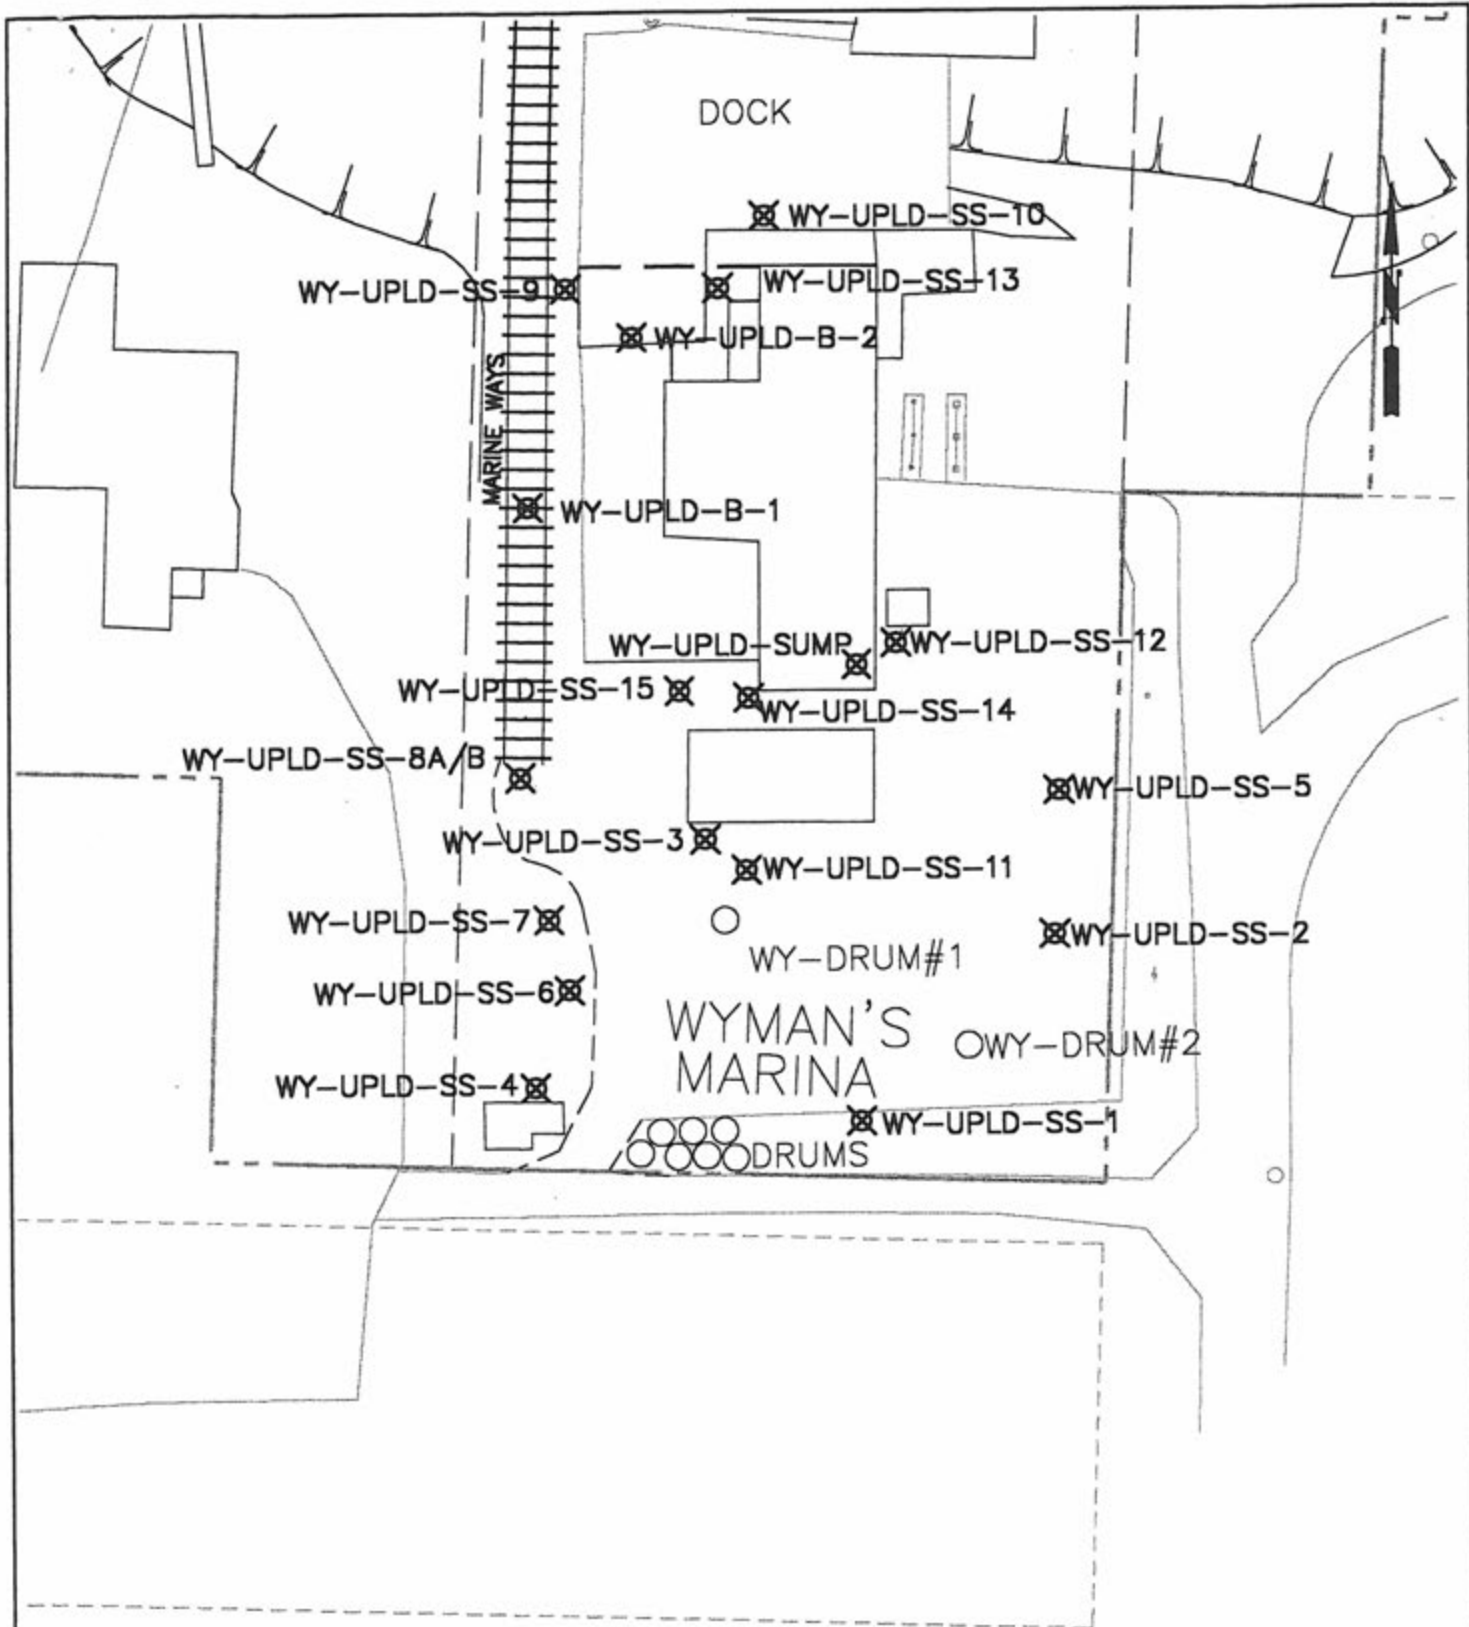 DOCK
WY-UPLD-SS-10
WY-UPLD-SS-9
WY-UPLD-SS-13
N
WY-UPLD-B-2
MARINE WAYS
WY-UPLD-B-1
WY-UPLD-SUMP
WY-UPLD-SS-12
WY-UPLD-SS-15
WY-UPLD-SS-14
WY-UPLD-SS-8A/B
WY-UPLD-SS-5
WY-UPLD-SS-3
WY-UPLD-SS-11
WY-UPLD-SS-7
WY-UPLD-SS-2
WY-DRUM#1
WY-UPLD-SS-6
WYMAN'S
MARINA
WY-DRUM#2
WY-UPLD-SS-4
WY-UPLD-SS-1
DRUMS